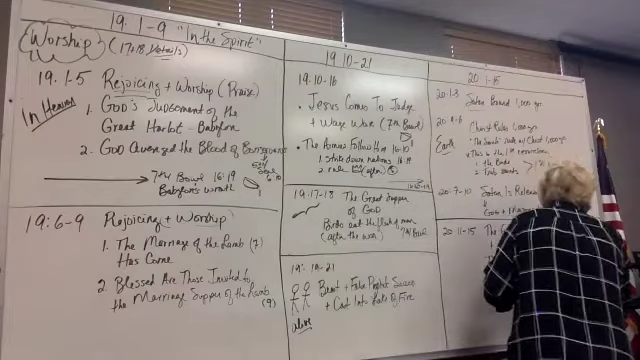 19: 1-9 "In the Spirit"
Worship (17+18 Details)
19:1-5 Rejoicing + Worship (Praise)
In Heaven
1. God's Judgement of the
Great Harlot - Babylon
2. God Avenged the Blood of
7th Bowl 16:19
Babylon's wrath
19:6-9 Rejoicing + Worship
1. The Marriage of the Lamb (7)
Has Come
2. Blessed Are Those Invited to
the Marriage Supper of the Lamb
(9)
19:10-21
19:10-16
• Jesus Comes To Judge
+ Wage War (7th Bowl)
• The Armies Follow Him
1. Strike down nations 16:19
2. rule
19:17-18 The Great
Supper
of God
Birds eat the flesh of men
(after the war) 7th Bowl
19:19-21
Beast + False Prophet
+ Cast Into Lake Of Fire
alive
20:1-15
20:1-3 Satan Bound 1,000 yrs
20:4-6 Christ Rules 1,000 yrs
Earth
20:7-10 Satan Is
20:11-15 The